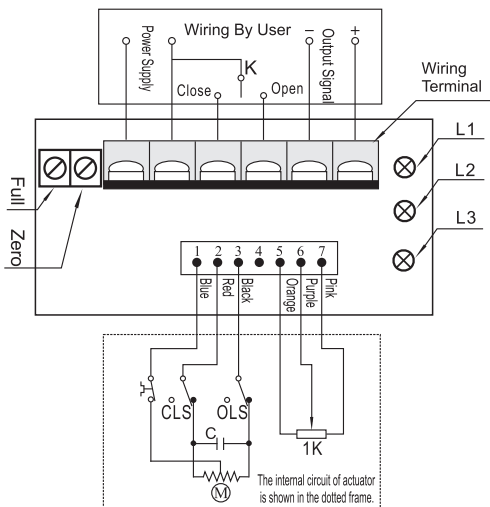 Wiring By User
Power Supply
K
Close
Open
Output Signal
−
+
Wiring
Terminal
L1
L2
L3
Full
Zero
1 2 3 4 5 6 7
Blue
Red
Black
Orange
Purple
Pink
CLS
OLS
C
1K
M
The internal circuit of actuator
is shown in the dotted frame.